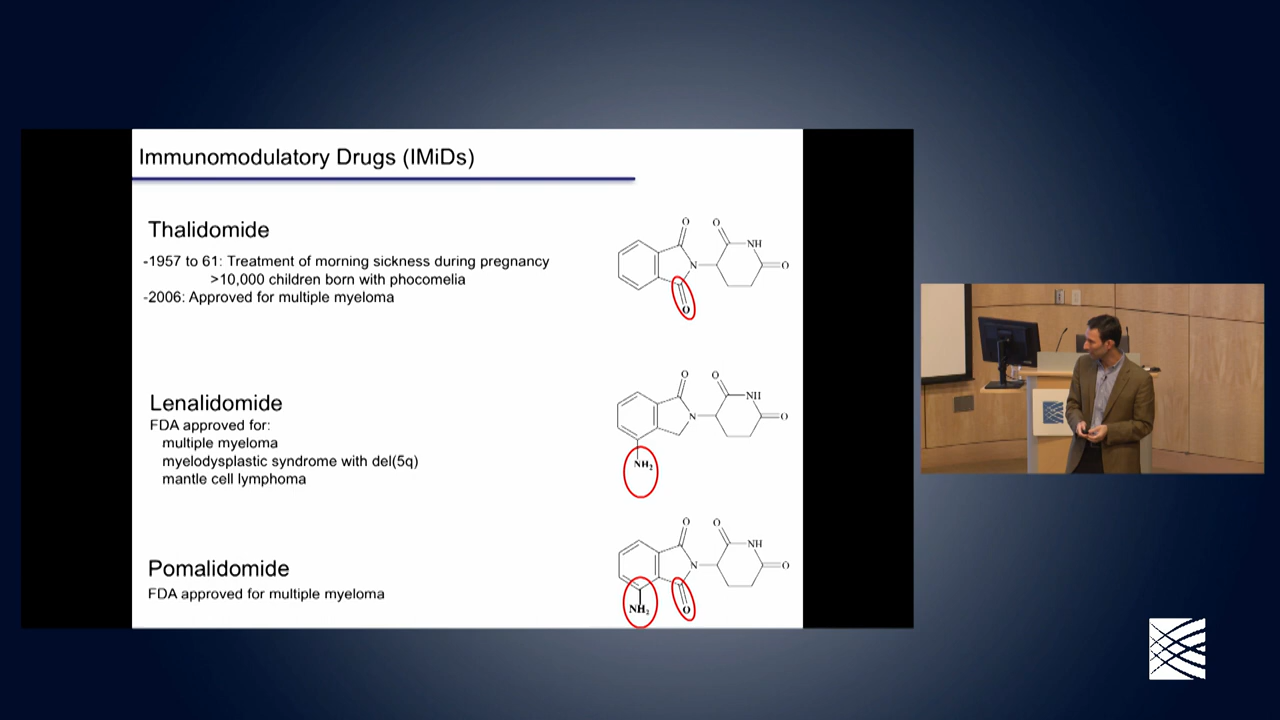 Immunomodulatory Drugs (IMiDs)
Thalidomide
-1957 to 61: Treatment of morning sickness during pregnancy
>10,000 children born with phocomelia
-2006: Approved for multiple myeloma
O
O
NH
N
O
O
Lenalidomide
FDA approved for:
multiple myeloma
myelodysplastic syndrome with del(5q)
mantle cell lymphoma
O
O
NH
N
O
NH2
Pomalidomide
FDA approved for multiple myeloma
O
O
NH
N
O
NH2
O